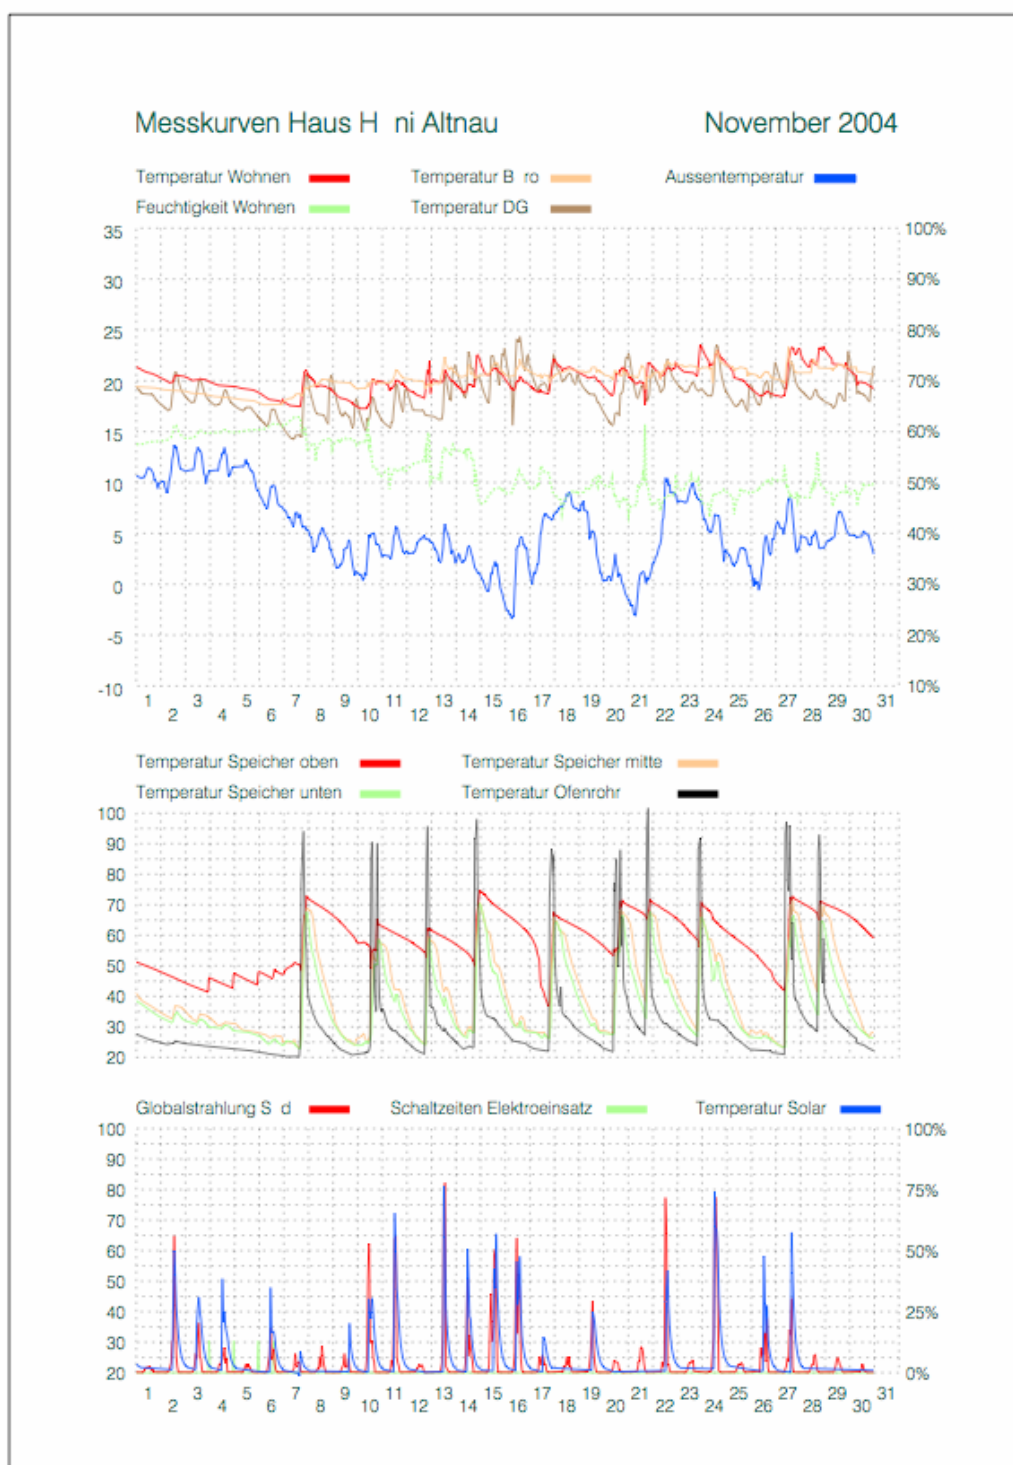 Messkurven Haus H ni Altnau November 2004
Temperatur Wohnen Temperatur B ro Aussentemperatur
Feuchtigkeit Wohnen Temperatur DG
35 100%
30 90%
25 80%
20 70%
15 60%
10 50%
5 40%
0 30%
-5 20%
-10 10%
1 3 5 7 9 11 13 15 17 19 21 23 25 27 29 31
2 4 6 8 10 12 14 16 18 20 22 24 26 28 30
Temperatur Speicher oben Temperatur Speicher mitte
Temperatur Speicher unten Temperatur Ofenrohr
100
90
80
70
60
50
40
30
20
Globalstrahlung S d Schaltzeiten Elektroeinsatz Temperatur Solar
100 100%
90
80 75%
70
60 50%
50
40 25%
30
20 0%
1 3 5 7 9 11 13 15 17 19 21 23 25 27 29 31
2 4 6 8 10 12 14 16 18 20 22 24 26 28 30